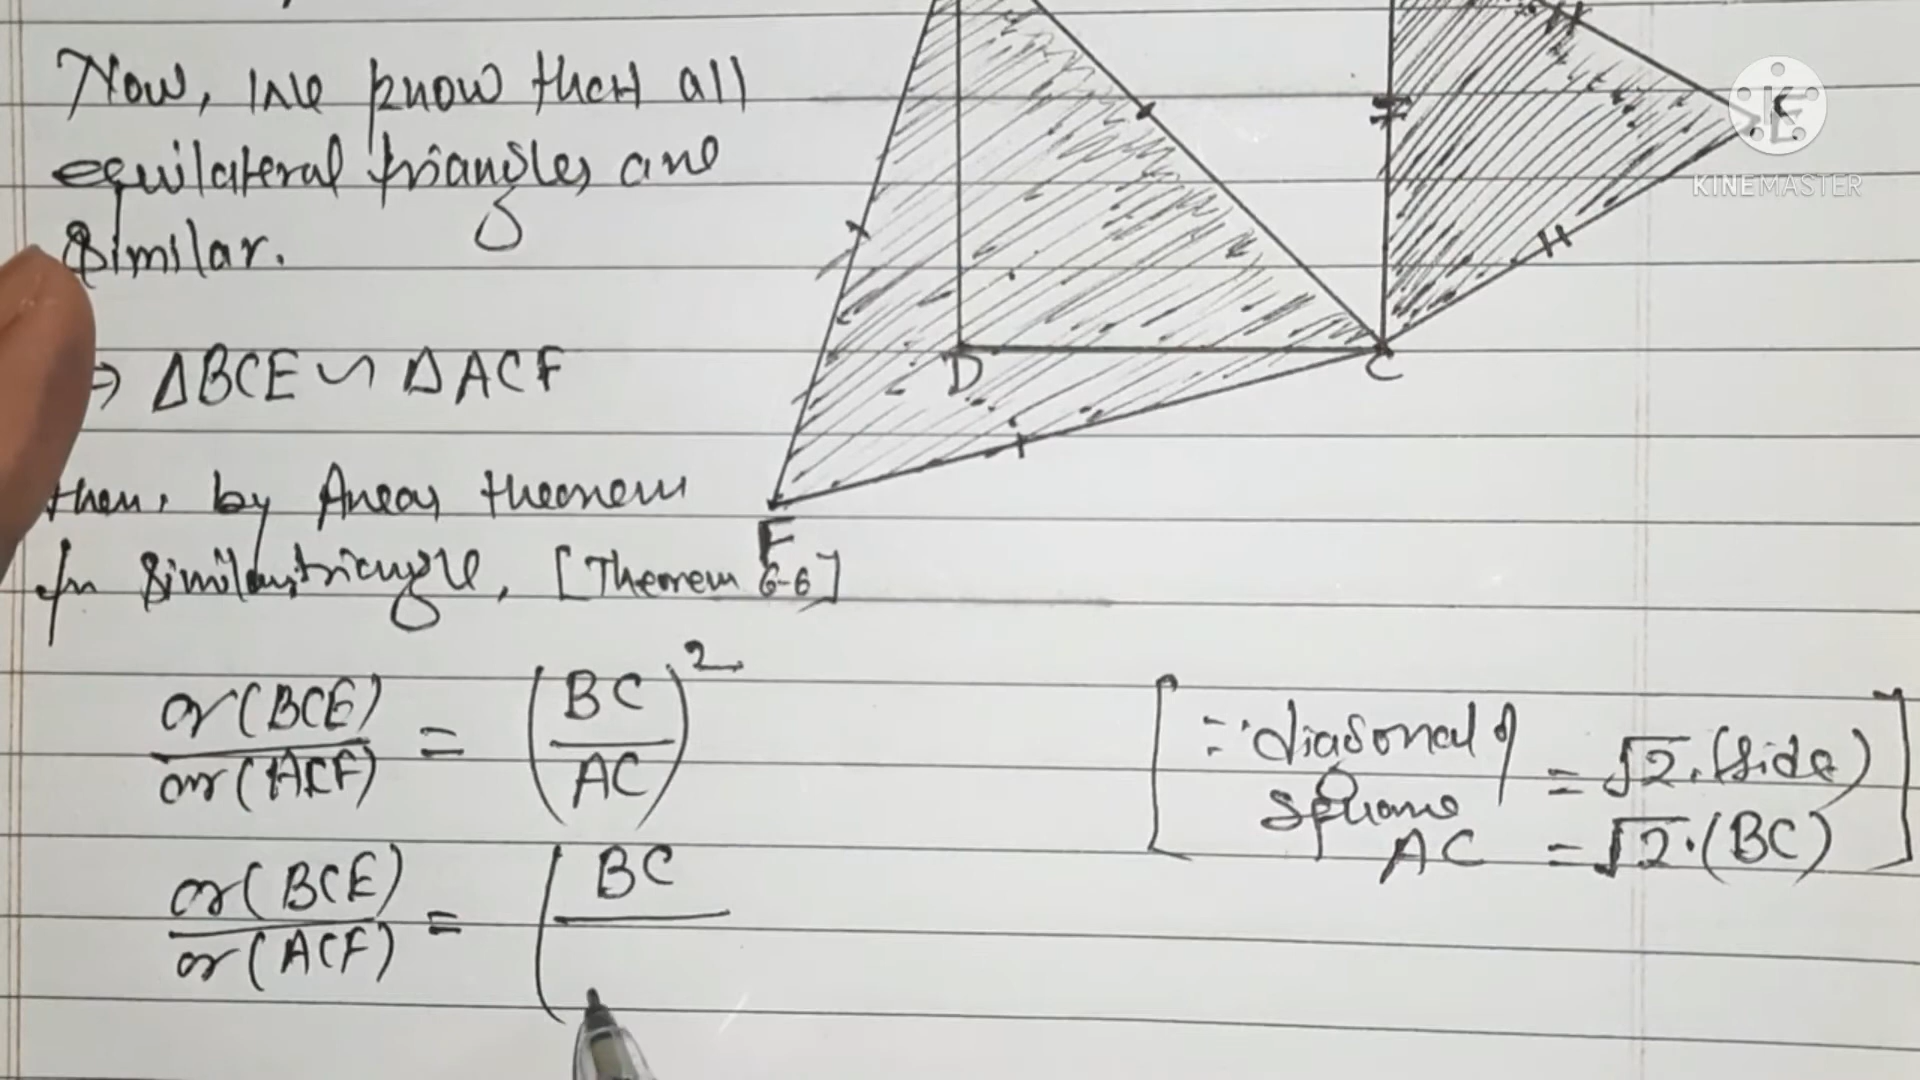 Now, we know that all
equilateral triangles are
similar.
⇒ ΔBCE ∽ ΔACF
then, by Area theorem
for similar triangle, [Theorem 6-6]
ar(BCE)/ar(ACF) = (BC/AC)²
ar(BCE)/ar(ACF) = (BC
[∵ diagonal of square = √2.(side)
AC = √2.(BC)]
D
C
E
F
KINEMASTER